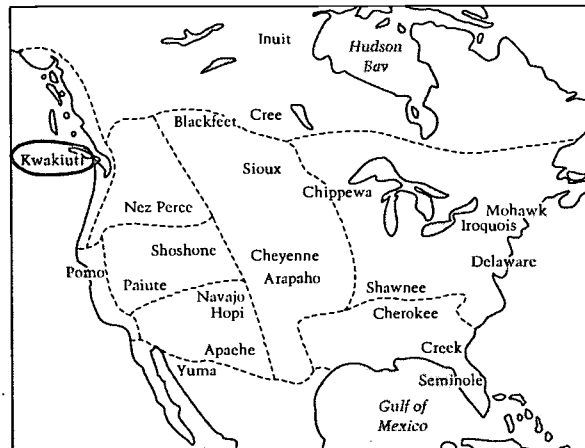 Inuit
Hudson
Bay
Blackfeet
Cree
Kwakiutl
Sioux
Chippewa
Nez Perce
Mohawk
Iroquois
Shoshone
Cheyenne
Delaware
Pomo
Arapaho
Paiute
Navajo
Shawnee
Hopi
Cherokee
Apache
Creek
Yuma
Seminole
Gulf of
Mexico